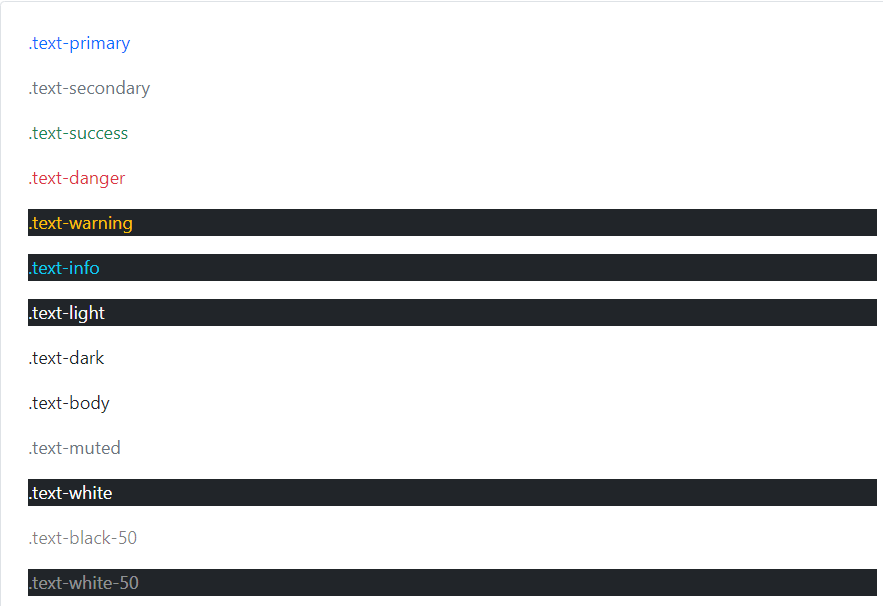 .text-primary
.text-secondary
.text-success
.text-danger
.text-warning
.text-info
.text-light
.text-dark
.text-body
.text-muted
.text-white
.text-black-50
.text-white-50